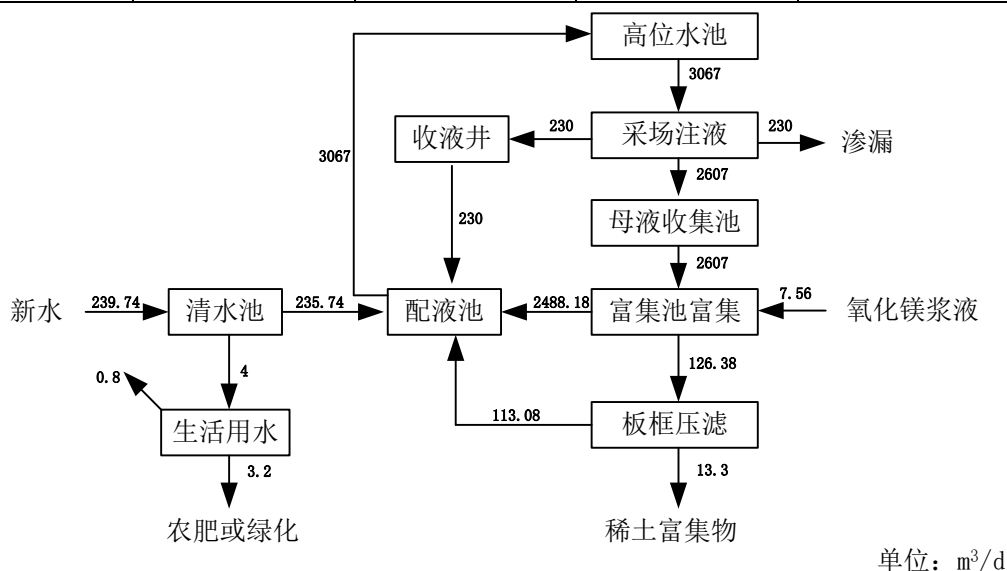 高位水池
3067
收液井
230
采场注液
230
渗漏
3067
2607
230
母液收集池
2607
新水
239.74
清水池
235.74
配液池
2488.18
富集池富集
7.56
氧化镁浆液
0.8
4
126.38
生活用水
113.08
板框压滤
3.2
13.3
农肥或绿化
稀土富集物
单位：m³/d